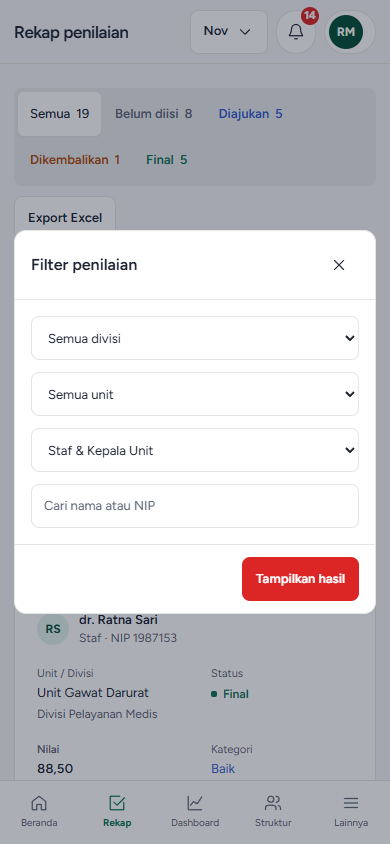 Rekap penilaian
Nov
14
RM
Semua 19
Belum diisi 8
Diajukan 5
Dikembalikan 1
Final 5
Export Excel
Filter penilaian
Semua divisi
Semua unit
Staf & Kepala Unit
Cari nama atau NIP
Tampilkan hasil
RS
dr. Ratna Sari
Staf · NIP 1987153
Unit / Divisi
Status
Unit Gawat Darurat
Final
Divisi Pelayanan Medis
Nilai
Kategori
88,50
Baik
Beranda
Rekap
Dashboard
Struktur
Lainnya